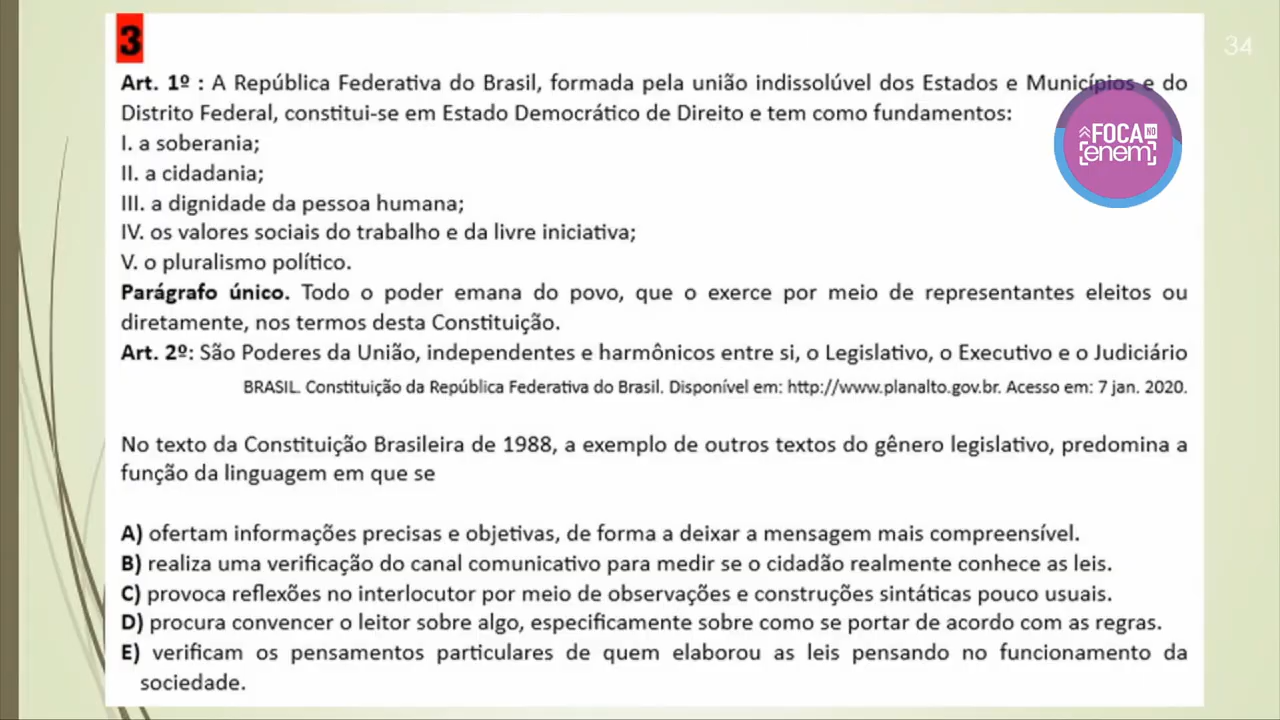 3
34
Art. 1º : A República Federativa do Brasil, formada pela união indissolúvel dos Estados e Municípios e do
Distrito Federal, constitui-se em Estado Democrático de Direito e tem como fundamentos:
FOCA NO
enem
I. a soberania;
II. a cidadania;
III. a dignidade da pessoa humana;
IV. os valores sociais do trabalho e da livre iniciativa;
V. o pluralismo político.
Parágrafo único. Todo o poder emana do povo, que o exerce por meio de representantes eleitos ou
diretamente, nos termos desta Constituição.
Art. 2º: São Poderes da União, independentes e harmônicos entre si, o Legislativo, o Executivo e o Judiciário
BRASIL. Constituição da República Federativa do Brasil. Disponível em: http://www.planalto.gov.br. Acesso em: 7 jan. 2020.
No texto da Constituição Brasileira de 1988, a exemplo de outros textos do gênero legislativo, predomina a
função da linguagem em que se
A) ofertam informações precisas e objetivas, de forma a deixar a mensagem mais compreensível.
B) realiza uma verificação do canal comunicativo para medir se o cidadão realmente conhece as leis.
C) provoca reflexões no interlocutor por meio de observações e construções sintáticas pouco usuais.
D) procura convencer o leitor sobre algo, especificamente sobre como se portar de acordo com as regras.
E) verificam os pensamentos particulares de quem elaborou as leis pensando no funcionamento da
sociedade.